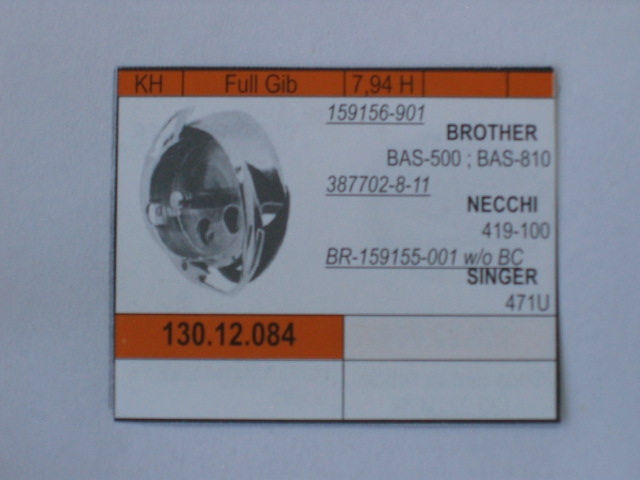 KH Full Gib 7,94 H
159156-901
BROTHER
BAS-500 ; BAS-810
387702-8-11
NECCHI
419-100
BR-159155-001 w/o BC
SINGER
471U
130.12.084